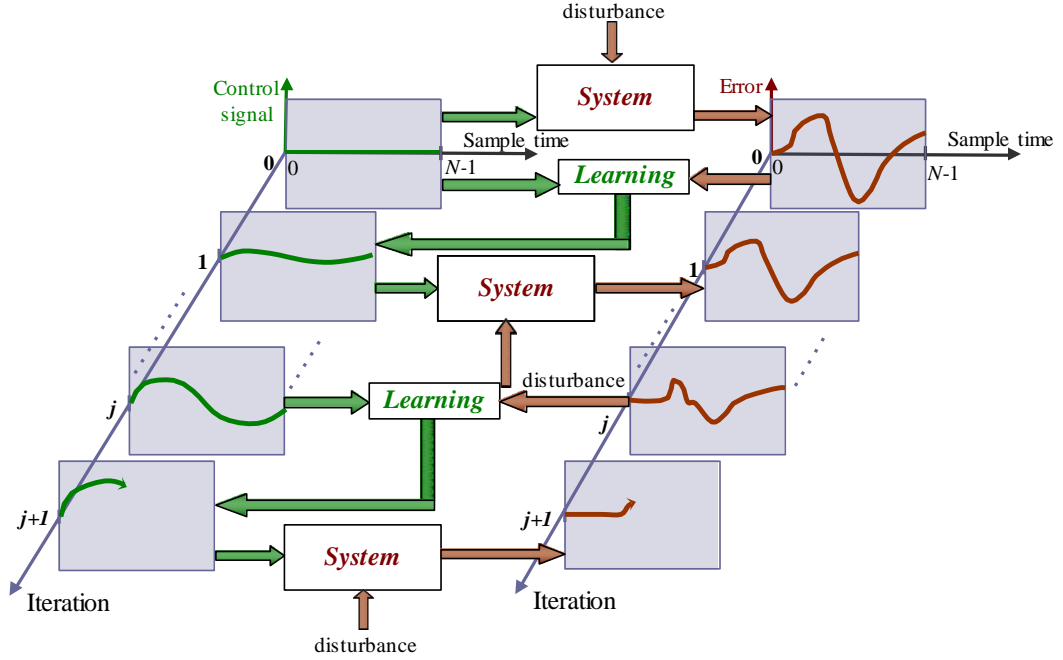 disturbance
Control
signal
System
Error
Sample time
Sample time
0
0
N-1
0
0
N-1
Learning
1
System
1
j
Learning
disturbance
j
j+1
System
j+1
Iteration
Iteration
disturbance